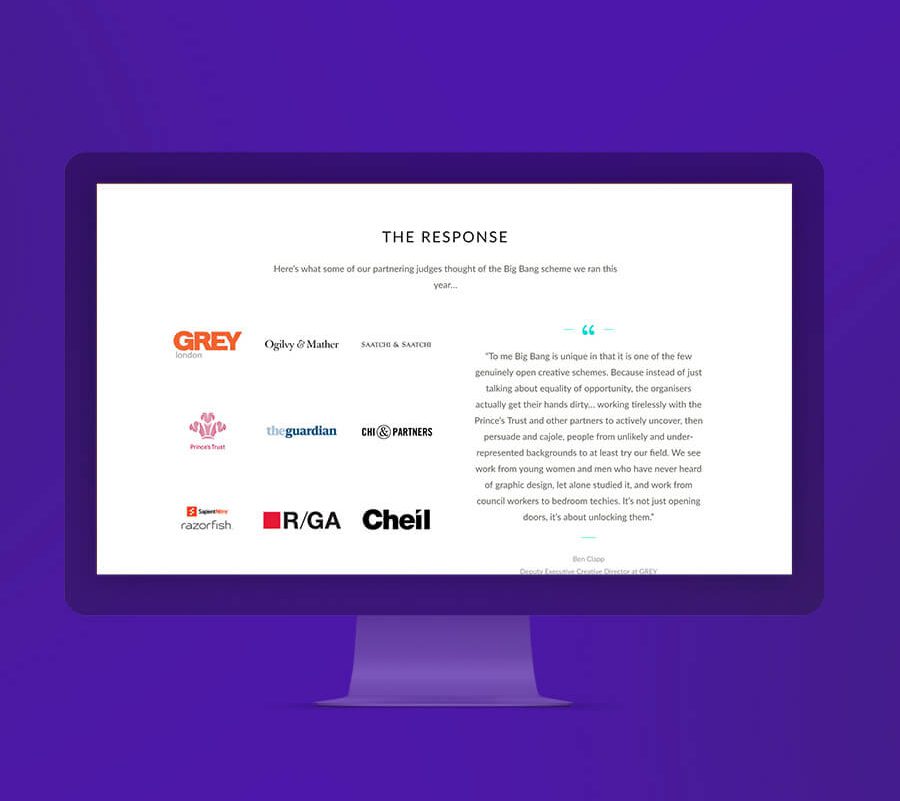 THE RESPONSE
Here's what some of our partnering judges thought of the Big Bang scheme we ran this
year...
GREY
london
Ogilvy & Mather
SAATCHI & SAATCHI
Prince's Trust
theguardian
CHI & PARTNERS
SapientNitro
razorfish.
R/GA
Cheil
“
"To me Big Bang is unique in that it is one of the few
genuinely open creative schemes. Because instead of just
talking about equality of opportunity, the organisers
actually get their hands dirty... working tirelessly with the
Prince's Trust and other partners to actively uncover, then
persuade and cajole, people from unlikely and under-
represented backgrounds to at least try our field. We see
work from young women and men who have never heard
of graphic design, let alone studied it, and work from
council workers to bedroom techies. It's not just opening
doors, it's about unlocking them."
Ben Clapp
Deputy Executive Creative Director at GREY